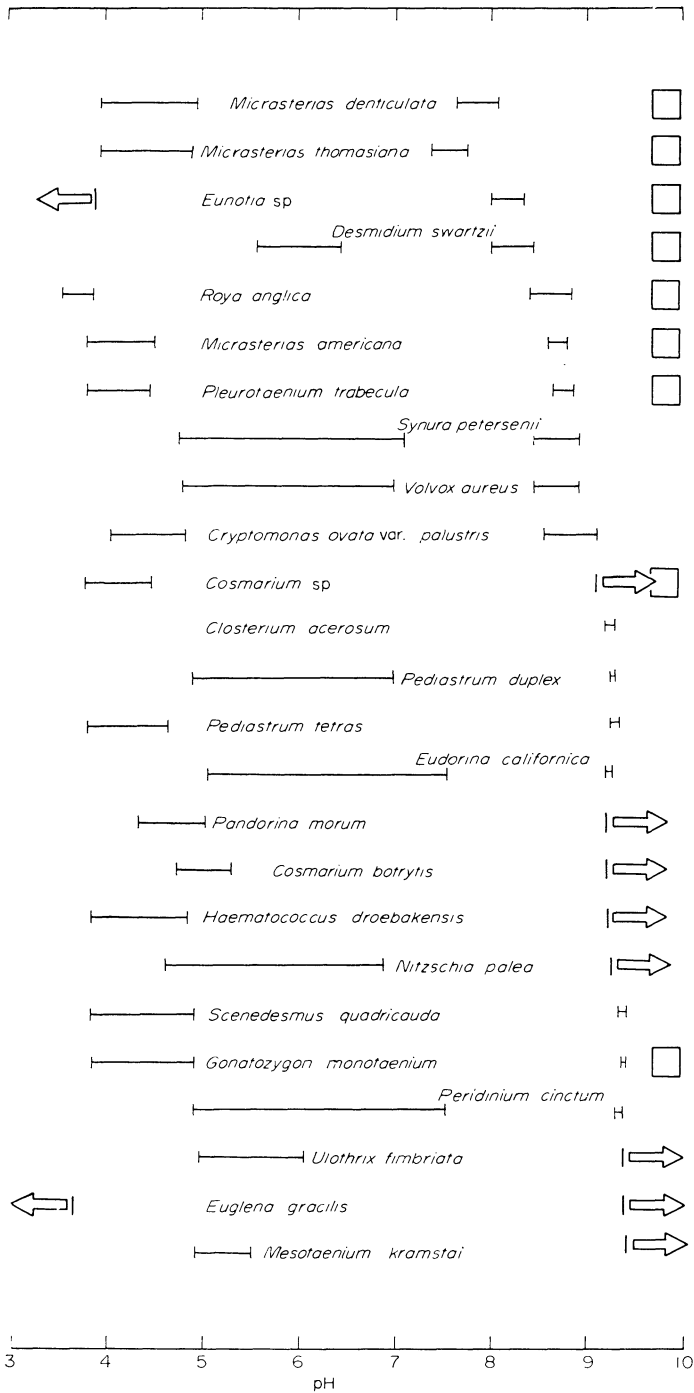 Micrasterias denticulata
Micrasterias thomasiana
Eunotia sp
Desmidium swartzii
Roya anglica
Micrasterias americana
Pleurotaenium trabecula
Synura petersenii
Volvox aureus
Cryptomonas ovata var. palustris
Cosmarium sp
Closterium acerosum
Pediastrum duplex
Pediastrum tetras
Eudorina californica
Pandorina morum
Cosmarium botrytis
Haematococcus droebakensis
Nitzschia palea
Scenedesmus quadricauda
Gonatozygon monotaenium
Peridinium cinctum
Ulothrix fimbriata
Euglena gracilis
Mesotaenium kramstai
3 4 5 6 7 8 9 10
pH